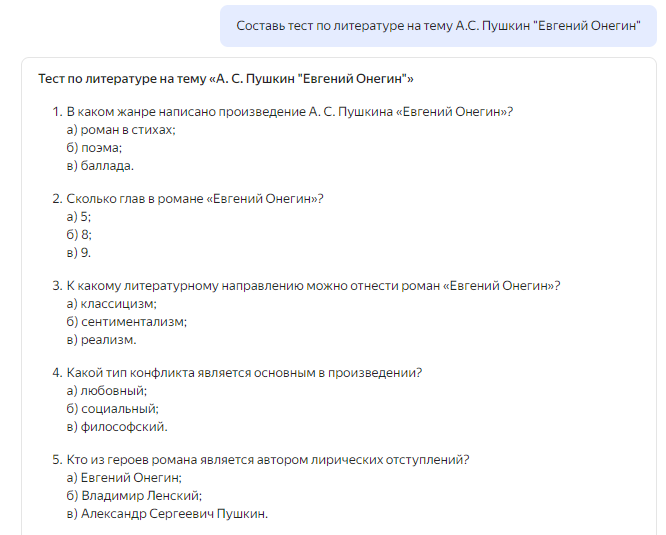 Составь тест по литературе на тему А.С. Пушкин "Евгений Онегин"
Тест по литературе на тему «А. С. Пушкин "Евгений Онегин"»
1. В каком жанре написано произведение А. С. Пушкина «Евгений Онегин»?
а) роман в стихах;
б) поэма;
в) баллада.
2. Сколько глав в романе «Евгений Онегин»?
а) 5;
б) 8;
в) 9.
3. К какому литературному направлению можно отнести роман «Евгений Онегин»?
а) классицизм;
б) сентиментализм;
в) реализм.
4. Какой тип конфликта является основным в произведении?
а) любовный;
б) социальный;
в) философский.
5. Кто из героев романа является автором лирических отступлений?
а) Евгений Онегин;
б) Владимир Ленский;
в) Александр Сергеевич Пушкин.